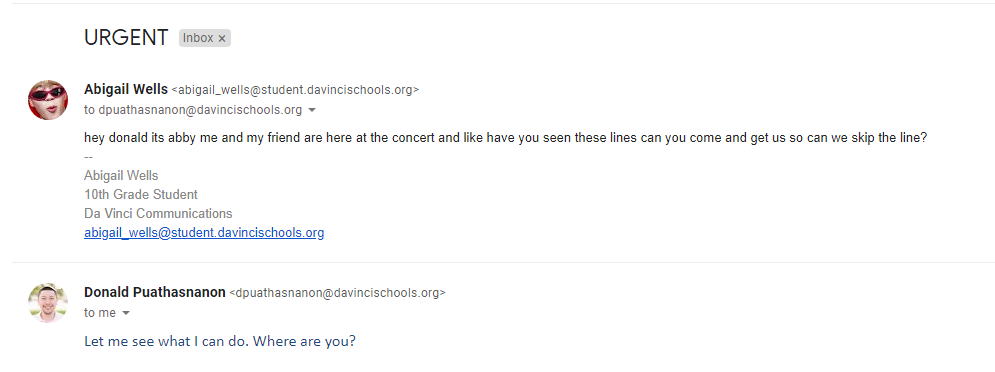 URGENT Inbox ×
Abigail Wells <abigail_wells@student.davincischools.org>
to dpuathasnanon@davincischools.org
hey donald its abby me and my friend are here at the concert and like have you seen these lines can you come and get us so can we skip the line?
--
Abigail Wells
10th Grade Student
Da Vinci Communications
abigail_wells@student.davincischools.org
Donald Puathasnanon <dpuathasnanon@davincischools.org>
to me
Let me see what I can do. Where are you?